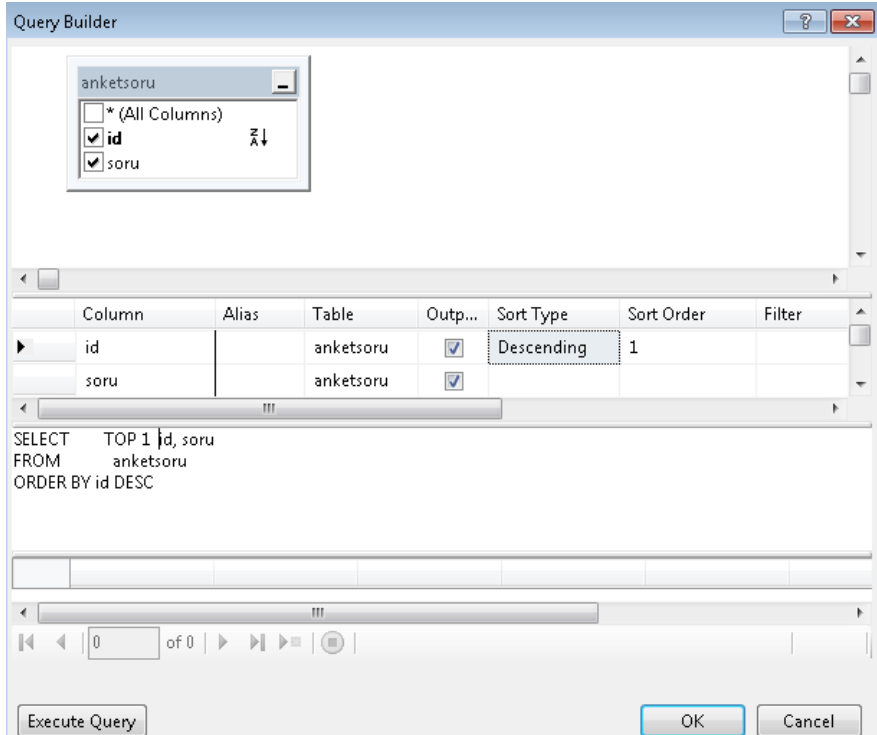 Query Builder
anketsoru
* (All Columns)
id
soru
Column Alias Table Outp... Sort Type Sort Order Filter
id anketsoru Descending 1
soru anketsoru
SELECT TOP 1 id, soru
FROM anketsoru
ORDER BY id DESC
0 of 0
Execute Query OK Cancel